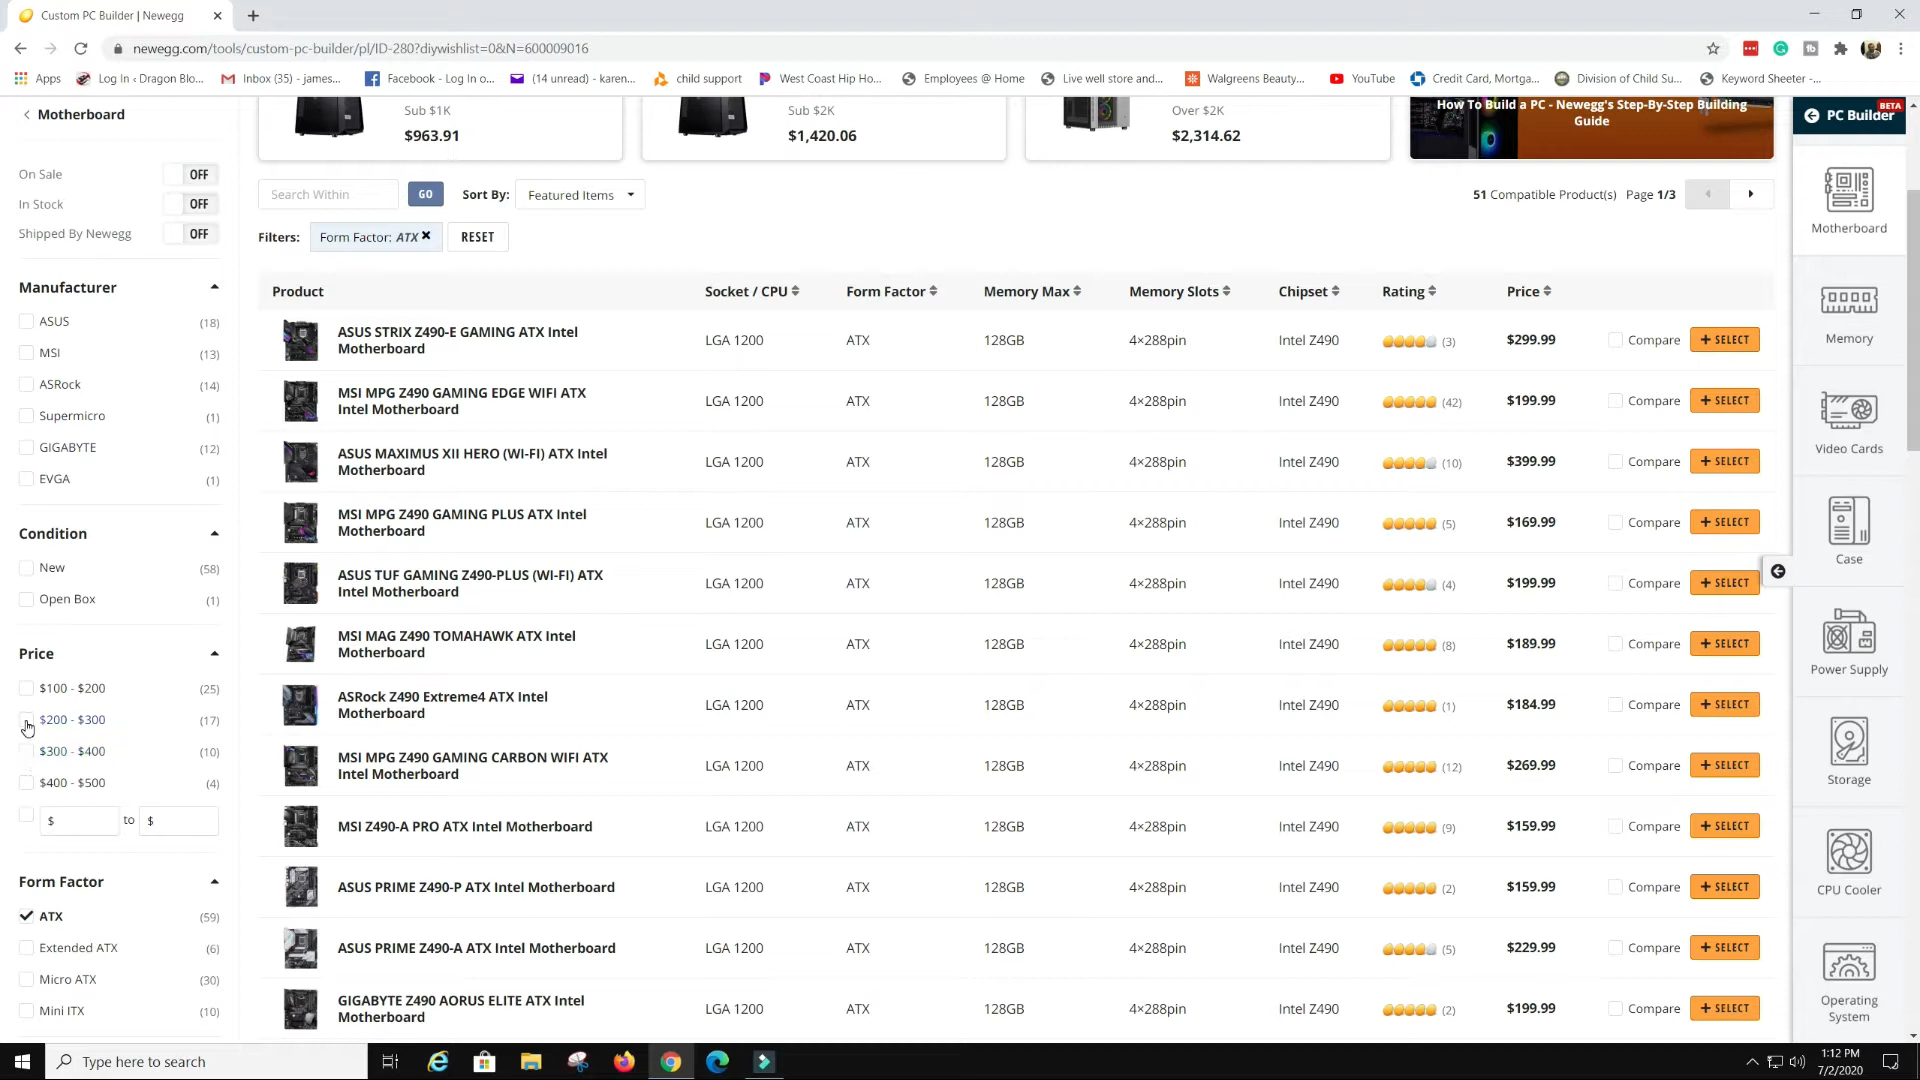 Custom PC Builder | Newegg
newegg.com/tools/custom-pc-builder/pl/ID-280?diywishlist=0&N=600009016
Apps
Log In ‹ Dragon Blo...
Inbox (35) - james...
Facebook - Log In o...
(14 unread) - karen...
child support
West Coast Hip Ho...
Employees @ Home
Live well store and...
Walgreens Beauty...
YouTube
Credit Card, Mortga...
Division of Child Su...
Keyword Sheeter -...
Motherboard
On Sale OFF
In Stock OFF
Shipped By Newegg OFF
Manufacturer
ASUS (18)
MSI (13)
ASRock (14)
Supermicro (1)
GIGABYTE (12)
EVGA (1)
Condition
New (58)
Open Box (1)
Price
$100 - $200 (25)
$200 - $300 (17)
$300 - $400 (10)
$400 - $500 (4)
$ to $
Form Factor
ATX (59)
Extended ATX (6)
Micro ATX (30)
Mini ITX (10)
Sub $1K
$963.91
Sub $2K
$1,420.06
Over $2K
$2,314.62
How To Build a PC - Newegg's Step-By-Step Building
Guide
Search Within GO Sort By: Featured Items
51 Compatible Product(s) Page 1/3
Filters: Form Factor: ATX RESET
Product Socket / CPU Form Factor Memory Max Memory Slots Chipset Rating Price
ASUS STRIX Z490-E GAMING ATX Intel
Motherboard
LGA 1200 ATX 128GB 4×288pin Intel Z490 (3) $299.99 Compare + SELECT
MSI MPG Z490 GAMING EDGE WIFI ATX
Intel Motherboard
LGA 1200 ATX 128GB 4×288pin Intel Z490 (42) $199.99 Compare + SELECT
ASUS MAXIMUS XII HERO (WI-FI) ATX Intel
Motherboard
LGA 1200 ATX 128GB 4×288pin Intel Z490 (10) $399.99 Compare + SELECT
MSI MPG Z490 GAMING PLUS ATX Intel
Motherboard
LGA 1200 ATX 128GB 4×288pin Intel Z490 (5) $169.99 Compare + SELECT
ASUS TUF GAMING Z490-PLUS (WI-FI) ATX
Intel Motherboard
LGA 1200 ATX 128GB 4×288pin Intel Z490 (4) $199.99 Compare + SELECT
MSI MAG Z490 TOMAHAWK ATX Intel
Motherboard
LGA 1200 ATX 128GB 4×288pin Intel Z490 (8) $189.99 Compare + SELECT
ASRock Z490 Extreme4 ATX Intel
Motherboard
LGA 1200 ATX 128GB 4×288pin Intel Z490 (1) $184.99 Compare + SELECT
MSI MPG Z490 GAMING CARBON WIFI ATX
Intel Motherboard
LGA 1200 ATX 128GB 4×288pin Intel Z490 (12) $269.99 Compare + SELECT
MSI Z490-A PRO ATX Intel Motherboard
LGA 1200 ATX 128GB 4×288pin Intel Z490 (9) $159.99 Compare + SELECT
ASUS PRIME Z490-P ATX Intel Motherboard
LGA 1200 ATX 128GB 4×288pin Intel Z490 (2) $159.99 Compare + SELECT
ASUS PRIME Z490-A ATX Intel Motherboard
LGA 1200 ATX 128GB 4×288pin Intel Z490 (5) $229.99 Compare + SELECT
GIGABYTE Z490 AORUS ELITE ATX Intel
Motherboard
LGA 1200 ATX 128GB 4×288pin Intel Z490 (2) $199.99 Compare + SELECT
BETA
PC Builder
Motherboard
Memory
Video Cards
Case
Power Supply
Storage
CPU Cooler
Operating
System
Type here to search
1:12 PM
7/2/2020